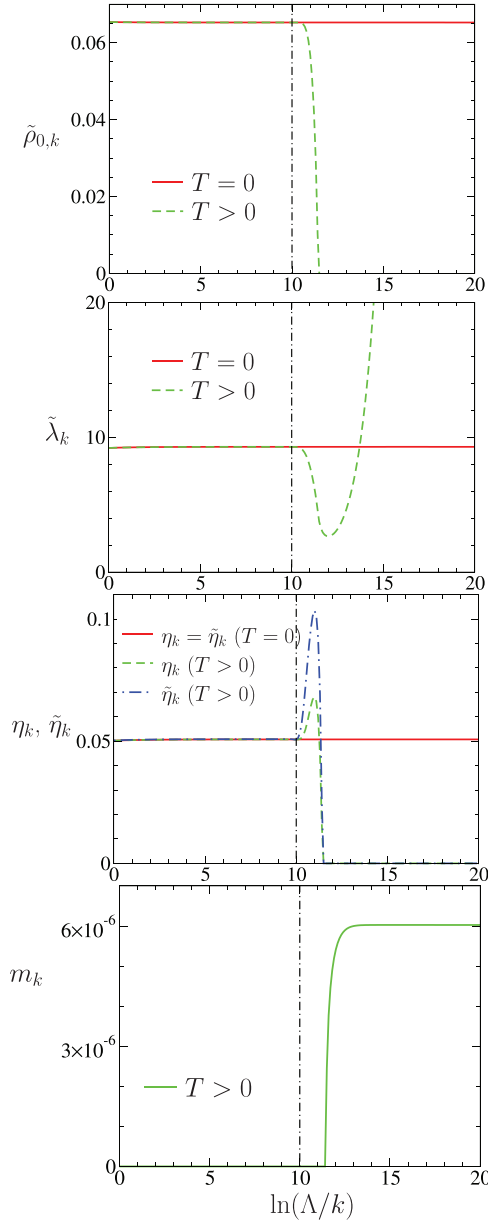 0.06
0.04
0.02
0
ρ̃₀,ₖ
T = 0
T > 0
0 5 10 15 20
20
10
0
λ̃ₖ
T = 0
T > 0
0 5 10 15 20
0.1
0.05
0
ηₖ, η̃ₖ
ηₖ = η̃ₖ (T = 0)
ηₖ (T > 0)
η̃ₖ (T > 0)
0 5 10 15 20
6×10⁻⁶
3×10⁻⁶
0
mₖ
T > 0
0 5 10 15 20
ln(Λ/k)